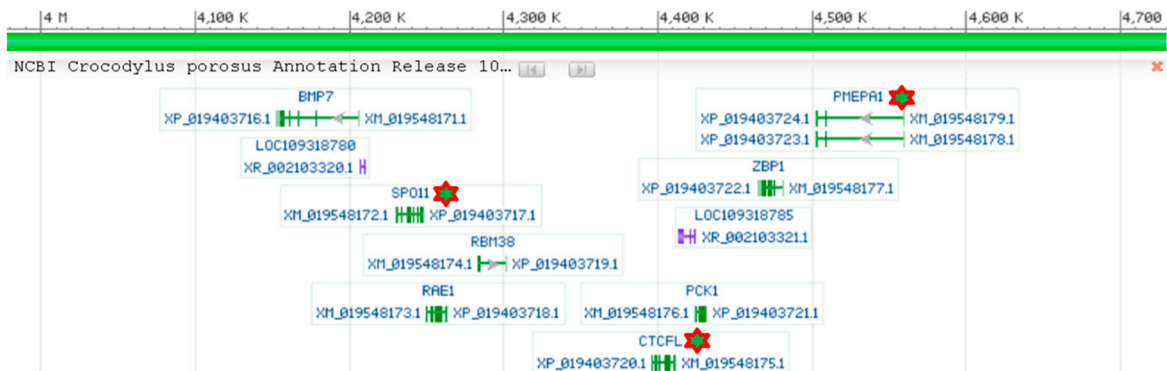 4 M 4,100 K 4,200 K 4,300 K 4,400 K 4,500 K 4,600 K 4,700
NCBI Crocodylus porosus Annotation Release 10…
BMP7 PMEPA1
XP_019403716.1 XM_019548171.1 XP_019403724.1 XM_019548179.1
XP_019403723.1 XM_019548178.1
LOC109318780
XR_002103320.1
ZBP1
XP_019403722.1 XM_019548177.1
SPO11
XM_019548172.1 XP_019403717.1
LOC109318785
XR_002103321.1
RBM38
XM_019548174.1 XP_019403719.1
RAE1 PCK1
XM_019548173.1 XP_019403718.1 XM_019548176.1 XP_019403721.1
CTCFL
XP_019403720.1 XM_019548175.1